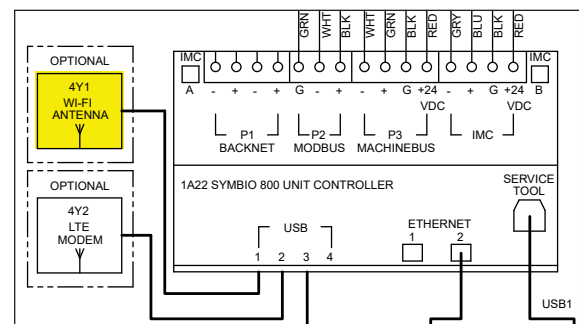 GRN WHT BLK WHT GRN BLK RED GRY BLU BLK RED
OPTIONAL
4Y1
WI-FI
ANTENNA
OPTIONAL
4Y2
LTE
MODEM
IMC IMC
A - + - + G - + - + G +24 - + G +24 B
VDC VDC
P1 P2 P3 IMC
BACKNET MODBUS MACHINEBUS
1A22 SYMBIO 800 UNIT CONTROLLER
SERVICE
TOOL
USB
1 2 3 4
ETHERNET
1 2
USB1